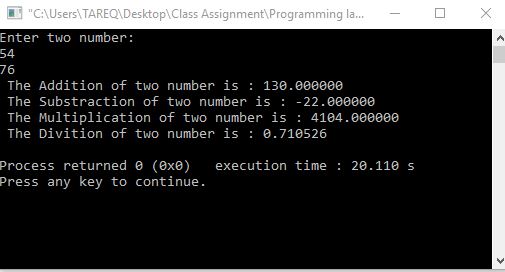 "C:\Users\TAREQ\Desktop\Class Assignment\Programming la...
Enter two number:
54
76
The Addition of two number is : 130.000000
The Substraction of two number is : -22.000000
The Multiplication of two number is : 4104.000000
The Divition of two number is : 0.710526
Process returned 0 (0x0)   execution time : 20.110 s
Press any key to continue.